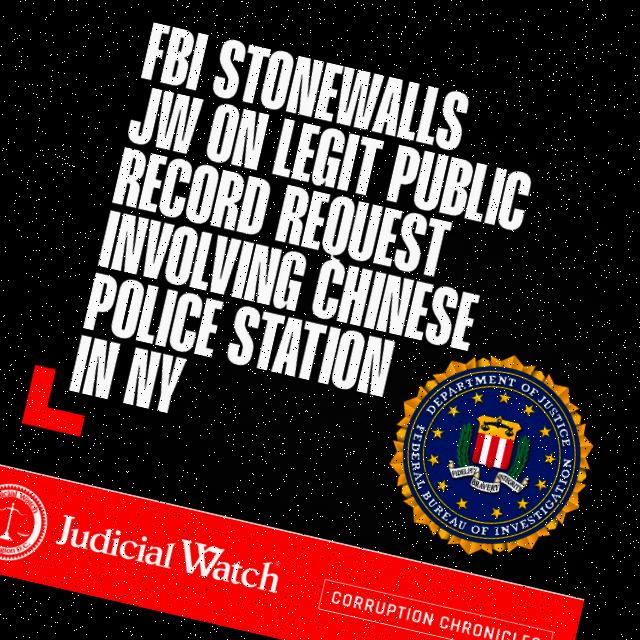 FBI STONEWALLS
JW ON LEGIT PUBLIC
RECORD REQUEST
INVOLVING CHINESE
POLICE STATION
IN NY
DEPARTMENT OF JUSTICE
FIDELITY BRAVERY INTEGRITY
FEDERAL BUREAU OF INVESTIGATION
Judicial Watch
CORRUPTION CHRONICLES